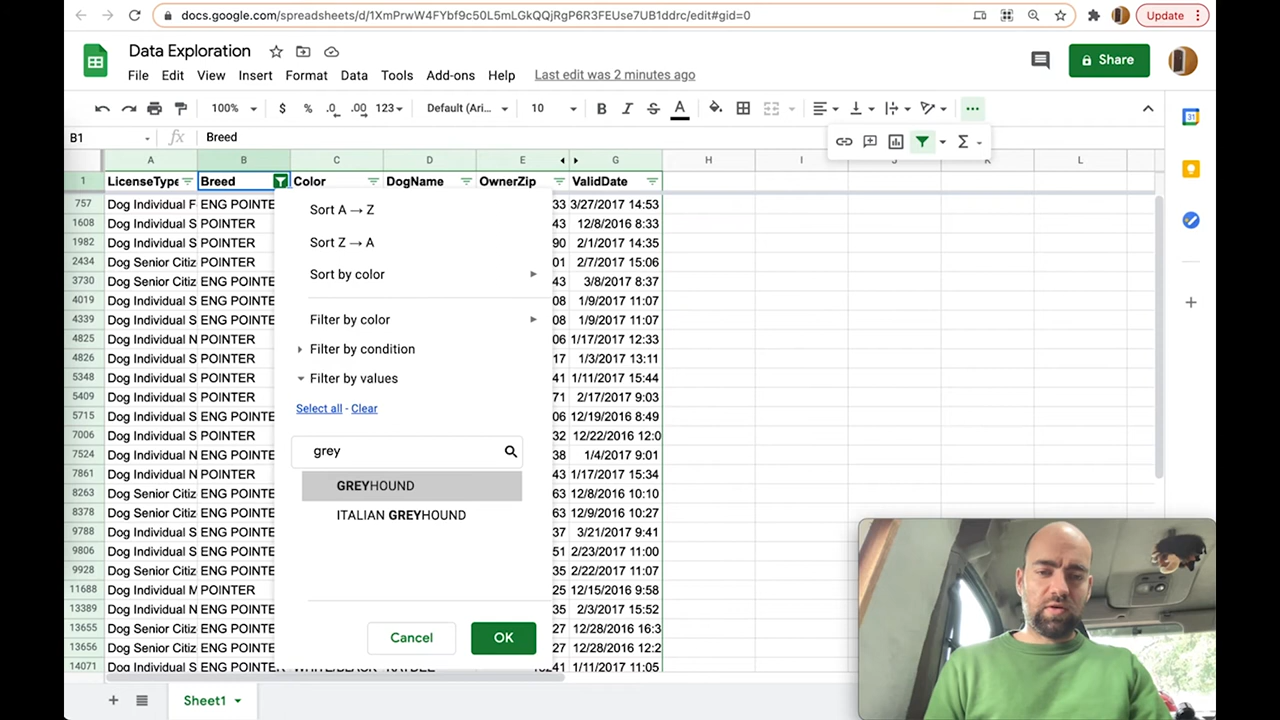 docs.google.com/spreadsheets/d/1XmPrwW4FYbf9c50L5mLGkQQjRgP6R3FEUse7UB1ddrc/edit#gid=0
Update
Data Exploration
File Edit View Insert Format Data Tools Add-ons Help Last edit was 2 minutes ago
Share
100% $ % .0 .00 123 Default (Ari... 10 B I S A
B1 fx Breed
A B C D E G H I J K L
1 LicenseType Breed Color DogName OwnerZip ValidDate
757 Dog Individual F ENG POINTE 33 3/27/2017 14:53
1608 Dog Individual S POINTER 43 12/8/2016 8:33
1982 Dog Individual S POINTER 90 2/1/2017 14:35
2434 Dog Senior Citiz POINTER 01 2/7/2017 15:06
3730 Dog Senior Citiz ENG POINTE 43 3/8/2017 8:37
4019 Dog Individual S ENG POINTE 08 1/9/2017 11:07
4339 Dog Individual S ENG POINTE 08 1/9/2017 11:07
4825 Dog Individual N POINTER 06 1/17/2017 12:33
4826 Dog Individual S POINTER 17 1/3/2017 13:11
5348 Dog Individual S POINTER 41 1/11/2017 15:44
5409 Dog Individual S POINTER 71 2/17/2017 9:03
5715 Dog Individual S ENG POINTE 06 12/19/2016 8:49
7006 Dog Individual S POINTER 32 12/22/2016 12:0
7524 Dog Individual N ENG POINTE 38 1/4/2017 9:01
7861 Dog Individual N POINTER 43 1/17/2017 15:34
8263 Dog Senior Citiz ENG POINTE 63 12/8/2016 10:10
8378 Dog Senior Citiz ENG POINTE 63 12/9/2016 10:27
9788 Dog Individual S ENG POINTE 43 3/21/2017 9:41
9806 Dog Individual S ENG POINTE 51 2/23/2017 11:00
9928 Dog Senior Citiz ENG POINTE 65 2/22/2017 11:07
11688 Dog Individual M POINTER 25 12/15/2016 9:58
13389 Dog Individual N ENG POINTE 35 2/3/2017 15:52
13655 Dog Senior Citiz ENG POINTE 27 12/28/2016 16:3
13656 Dog Senior Citiz ENG POINTE 27 12/28/2016 12:2
14071 Dog Individual S ENG POINTER WHITE/BLACK KAYDEE 15241 1/11/2017 11:05
Sort A → Z
Sort Z → A
Sort by color
Filter by color
Filter by condition
Filter by values
Select all - Clear
grey
GREYHOUND
ITALIAN GREYHOUND
Cancel OK
Sheet1
31